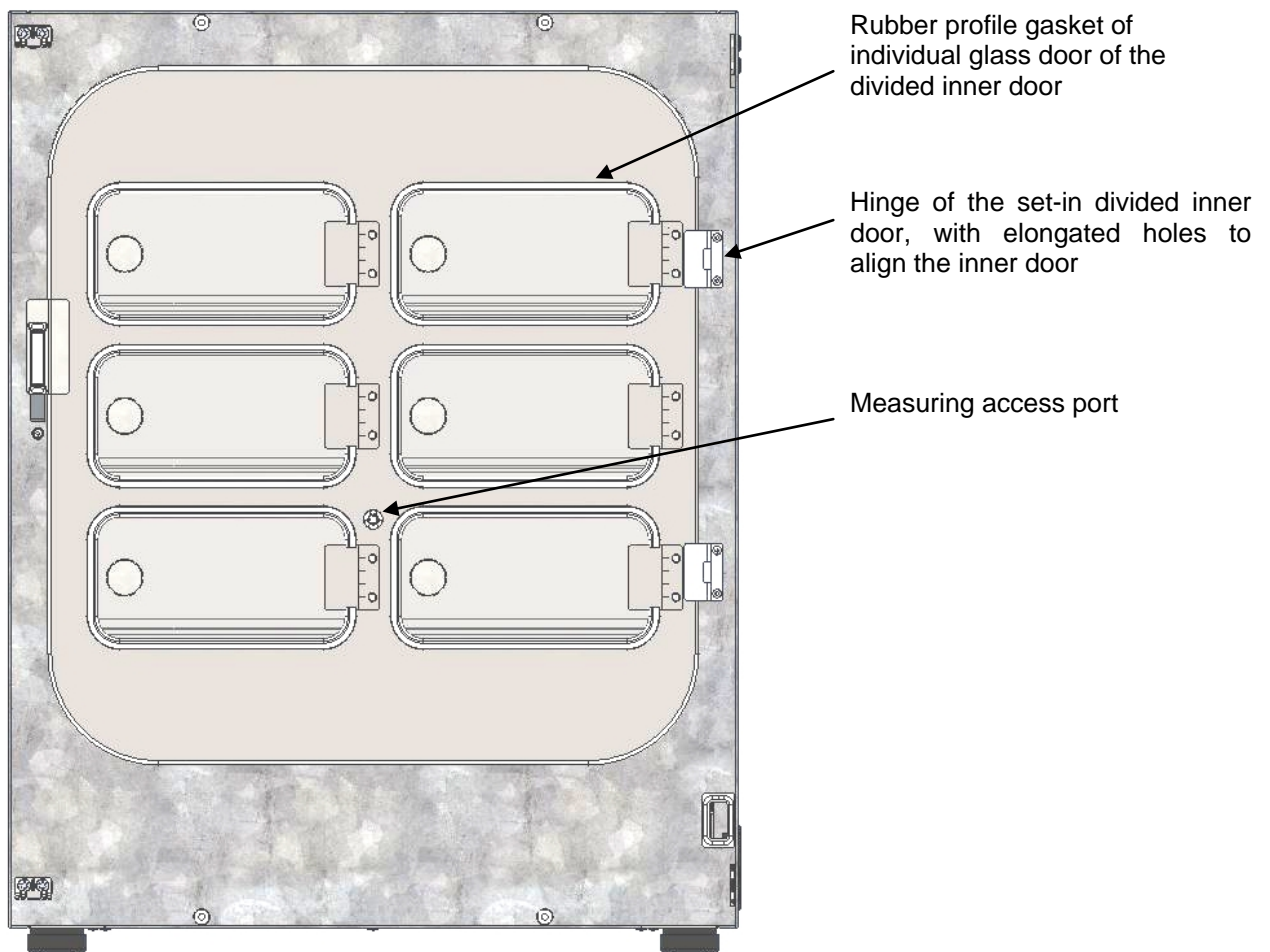 Rubber profile gasket of
individual glass door of the
divided inner door
Hinge of the set-in divided inner
door, with elongated holes to
align the inner door
Measuring access port